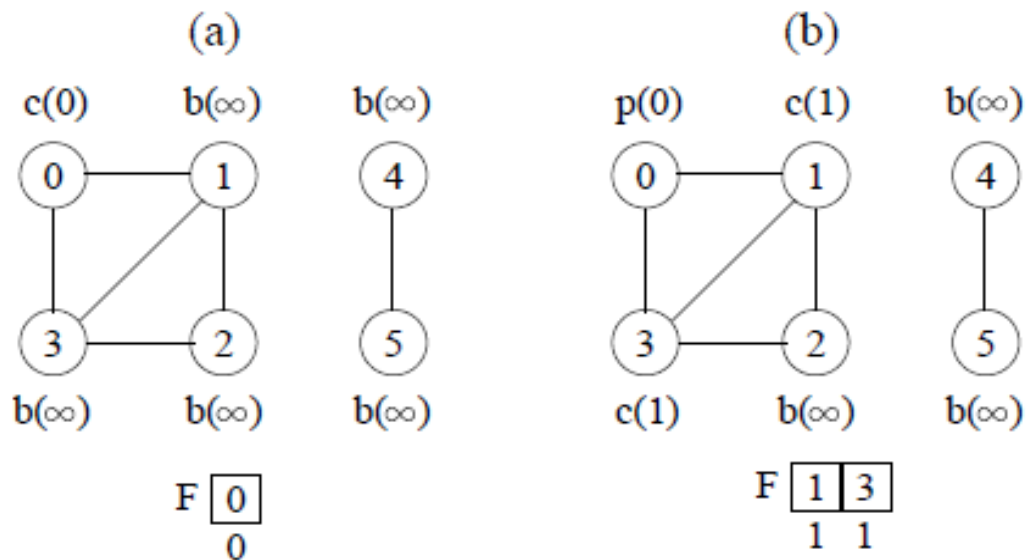 (a) (b)
c(0) b(∞) b(∞) p(0) c(1) b(∞)
0 1 4 0 1 4
3 2 5 3 2 5
b(∞) b(∞) b(∞) c(1) b(∞) b(∞)
F 0 F 1 3
0 1 1